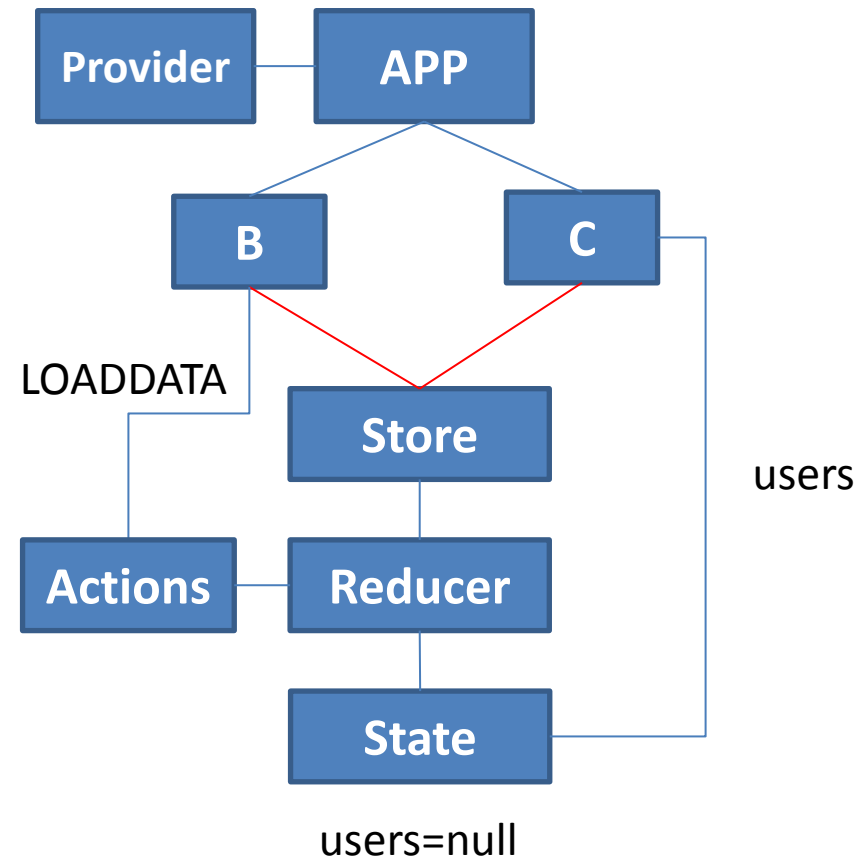 Provider
APP
B
C
LOADDATA
Store
users
Actions
Reducer
State
users=null